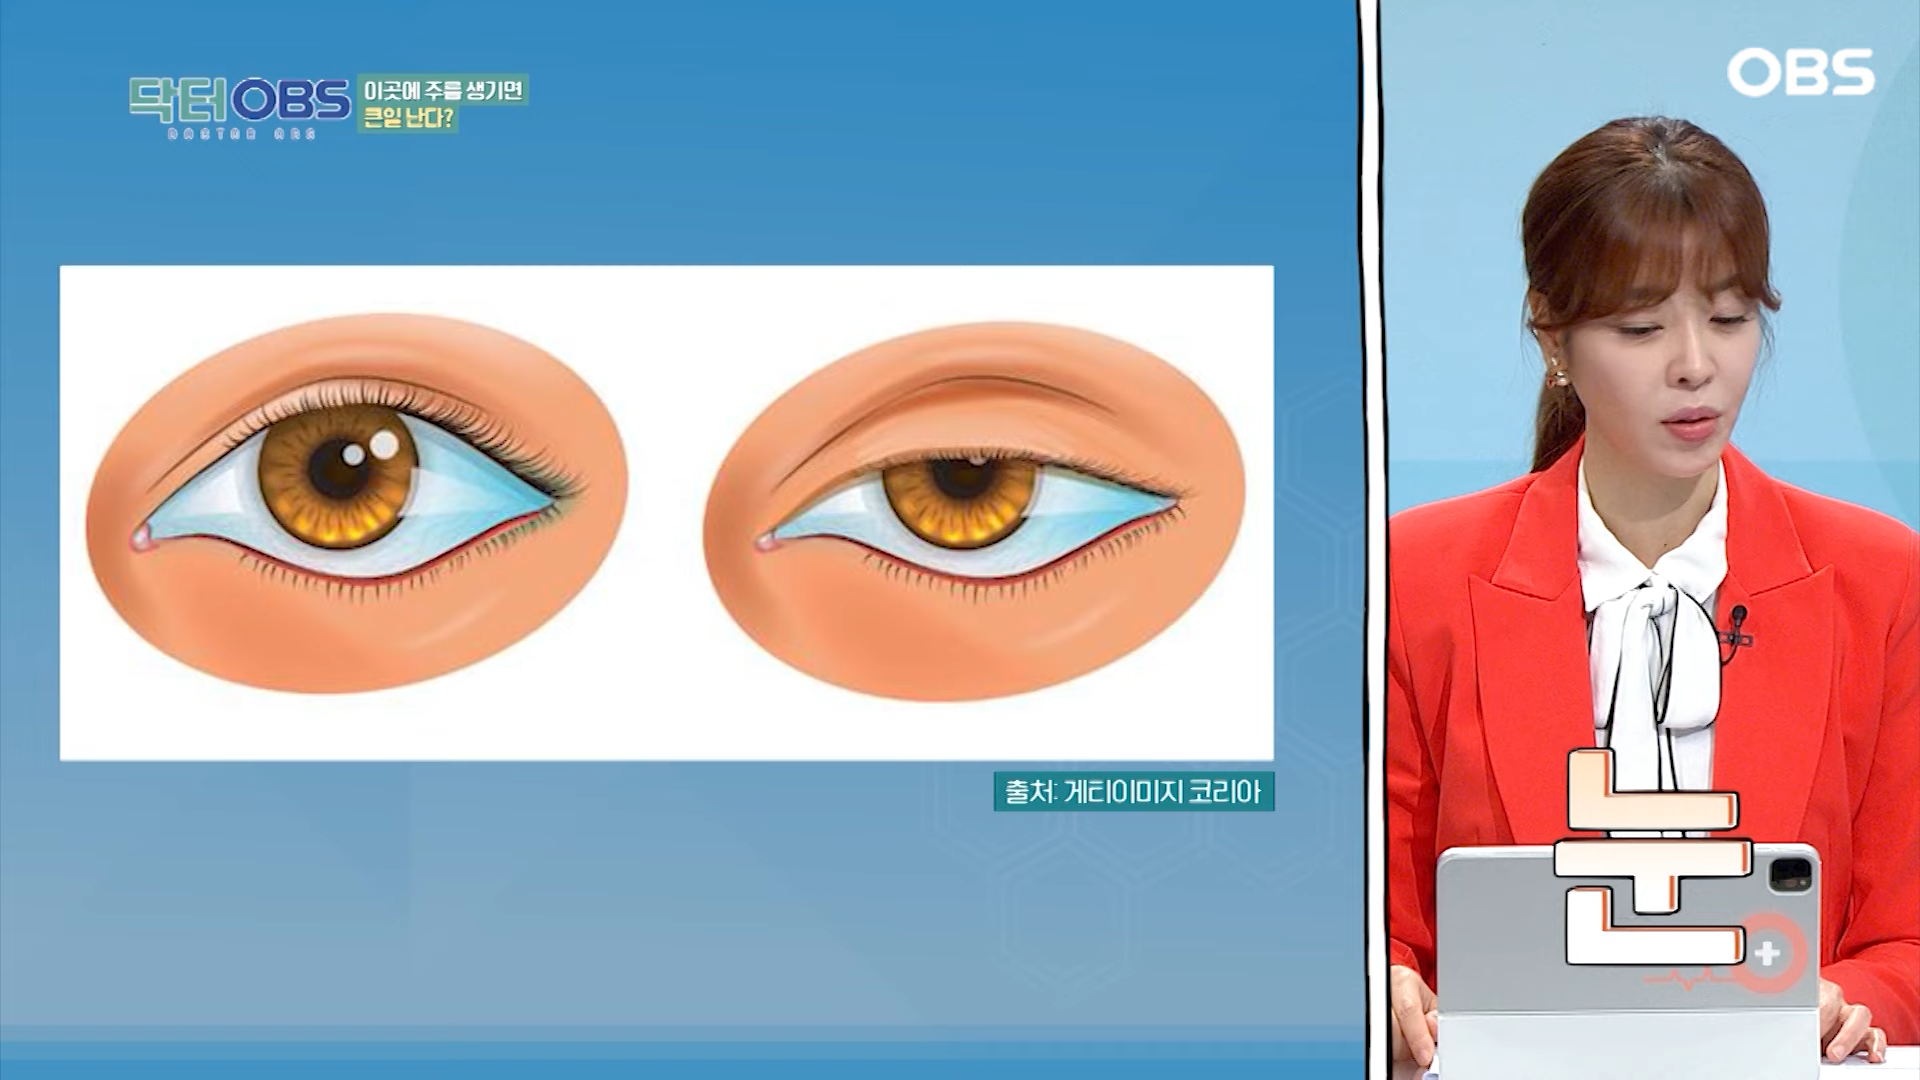 닥터OBS
DOCTOR OBS
이곳에 주름 생기면
큰일 난다?
OBS
출처: 게티이미지 코리아
눈